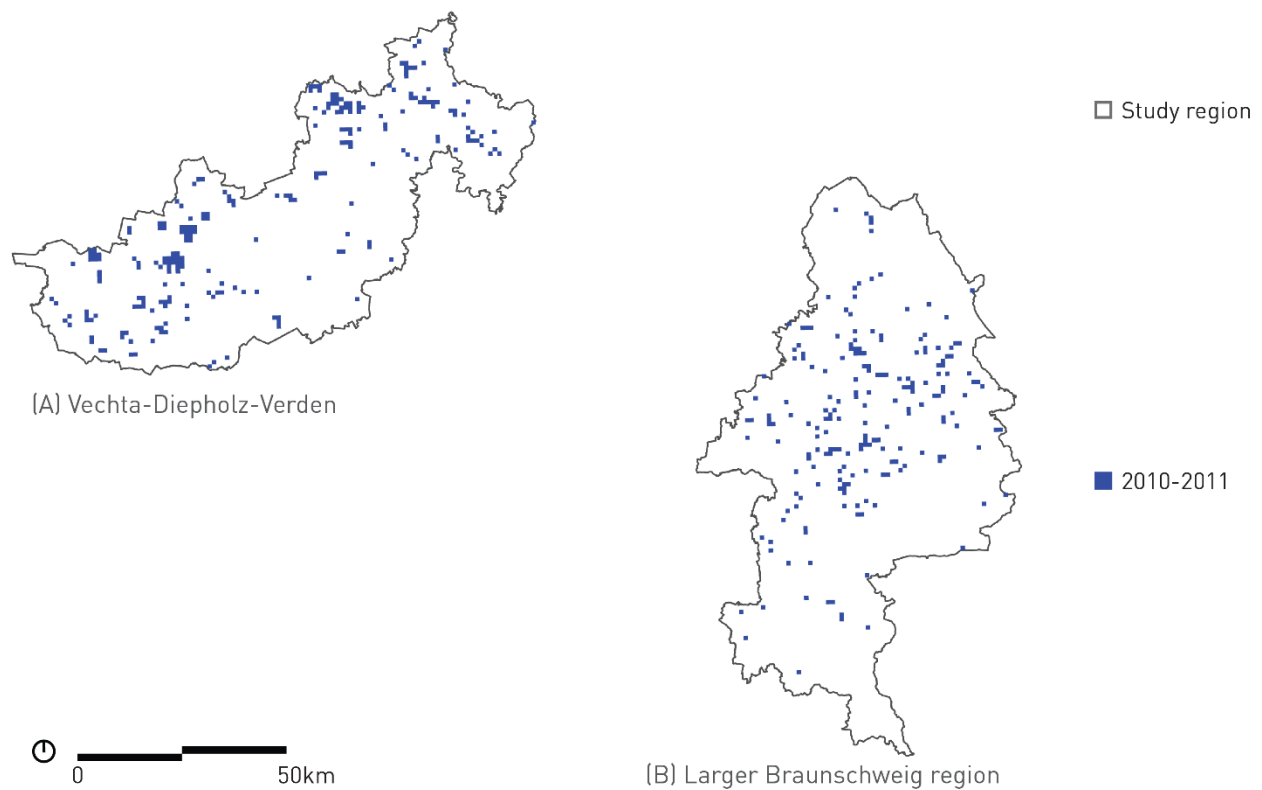 Study region
(A) Vechta-Diepholz-Verden
2010-2011
0 50km
(B) Larger Braunschweig region